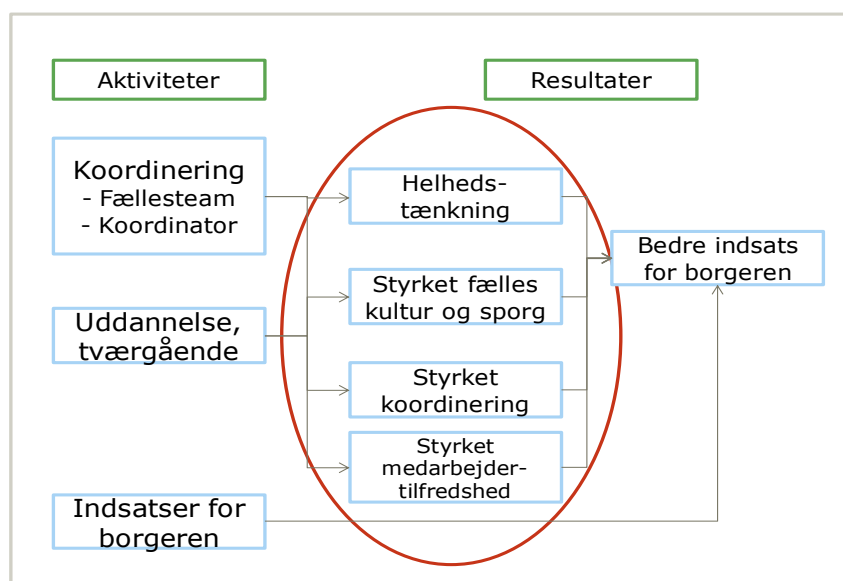 Aktiviteter
Resultater
Koordinering
- Fællesteam
- Koordinator
Uddannelse,
tværgående
Indsatser for
borgeren
Helheds-
tænkning
Styrket fælles
kultur og sporg
Styrket
koordinering
Styrket
medarbejder-
tilfredshed
Bedre indsats
for borgeren